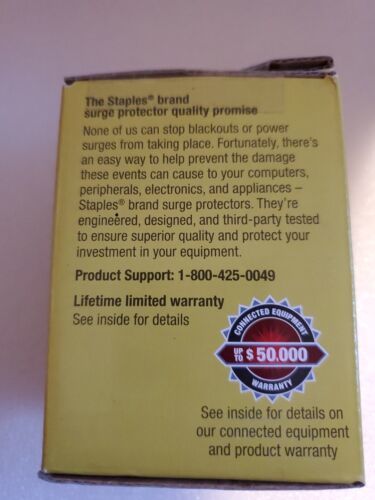 The Staples® brand
surge protector quality promise
None of us can stop blackouts or power
surges from taking place. Fortunately, there's
an easy way to help prevent the damage
these events can cause to your computers,
peripherals, electronics, and appliances –
Staples® brand surge protectors. They're
engineered, designed, and third-party tested
to ensure superior quality and protect your
investment in your equipment.
Product Support: 1-800-425-0049
Lifetime limited warranty
See inside for details
CONNECTED EQUIPMENT
UP TO $50,000
WARRANTY
See inside for details on
our connected equipment
and product warranty